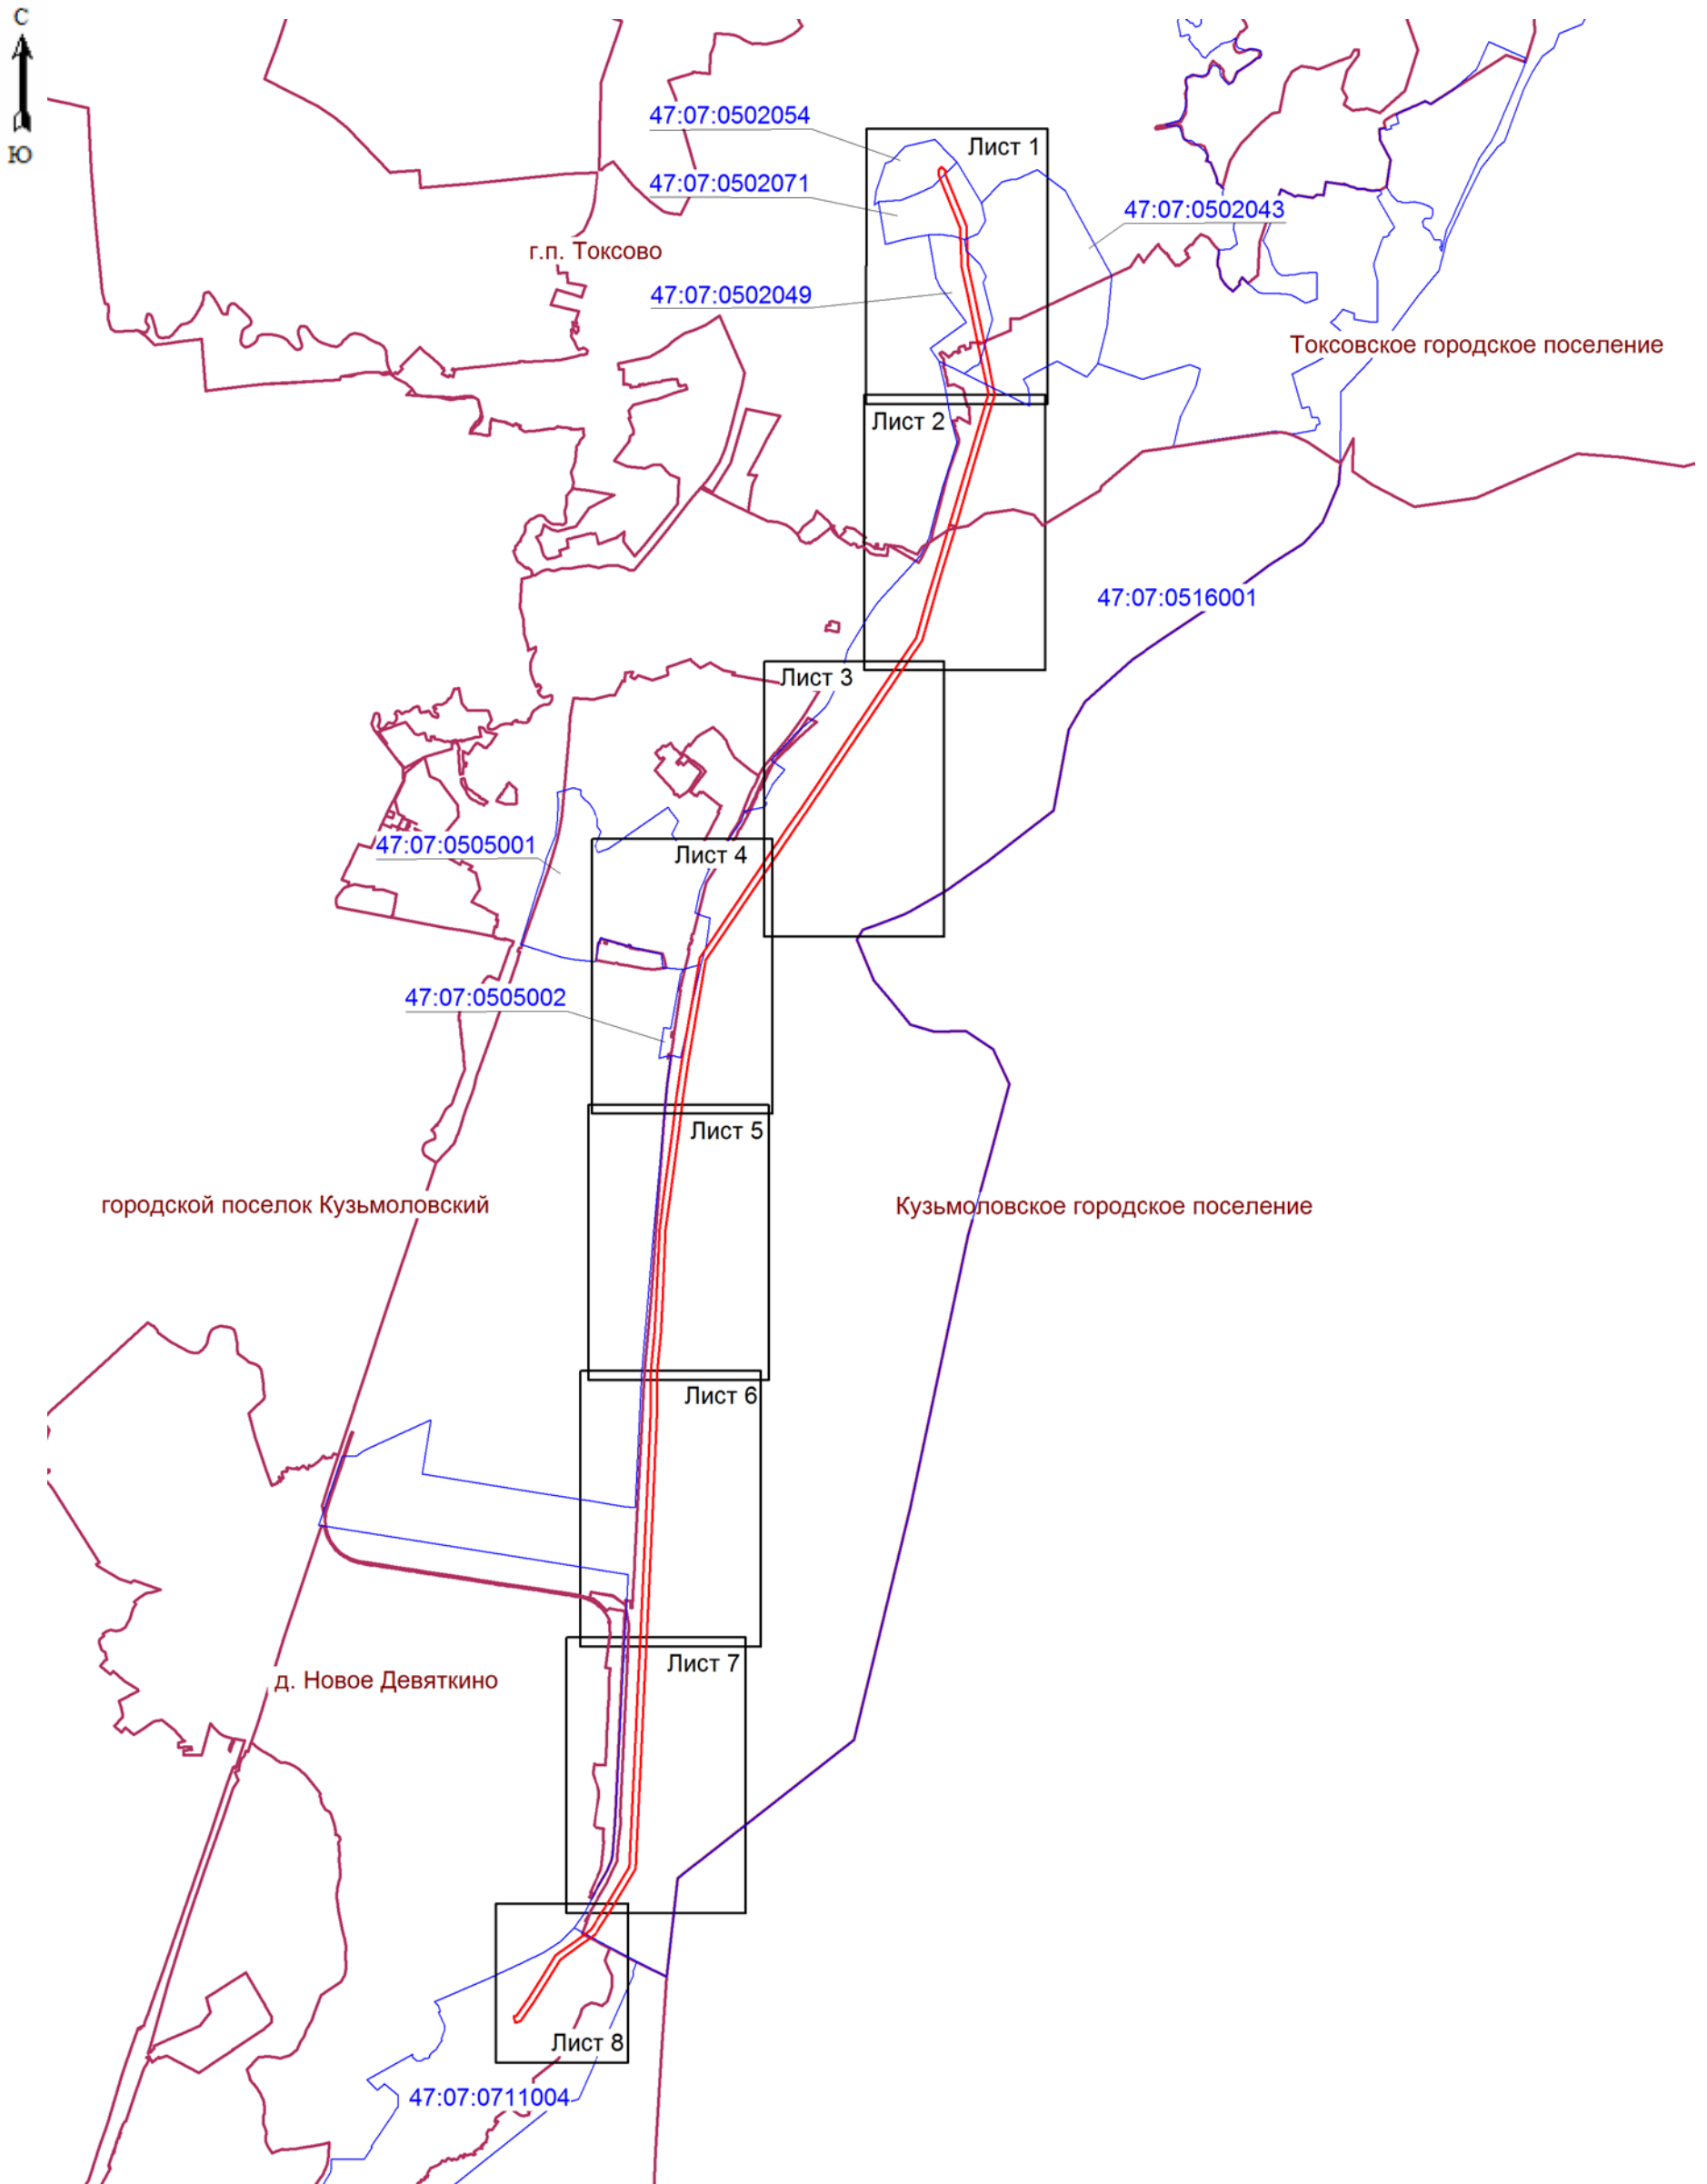 С
Ю
47:07:0502054
Лист 1
47:07:0502071
47:07:0502043
г.п. Токсово
47:07:0502049
Токсовское городское поселение
Лист 2
47:07:0516001
Лист 3
47:07:0505001
Лист 4
47:07:0505002
Лист 5
городской поселок Кузьмоловский
Кузьмоловское городское поселение
Лист 6
Лист 7
д. Новое Девяткино
Лист 8
47:07:0711004